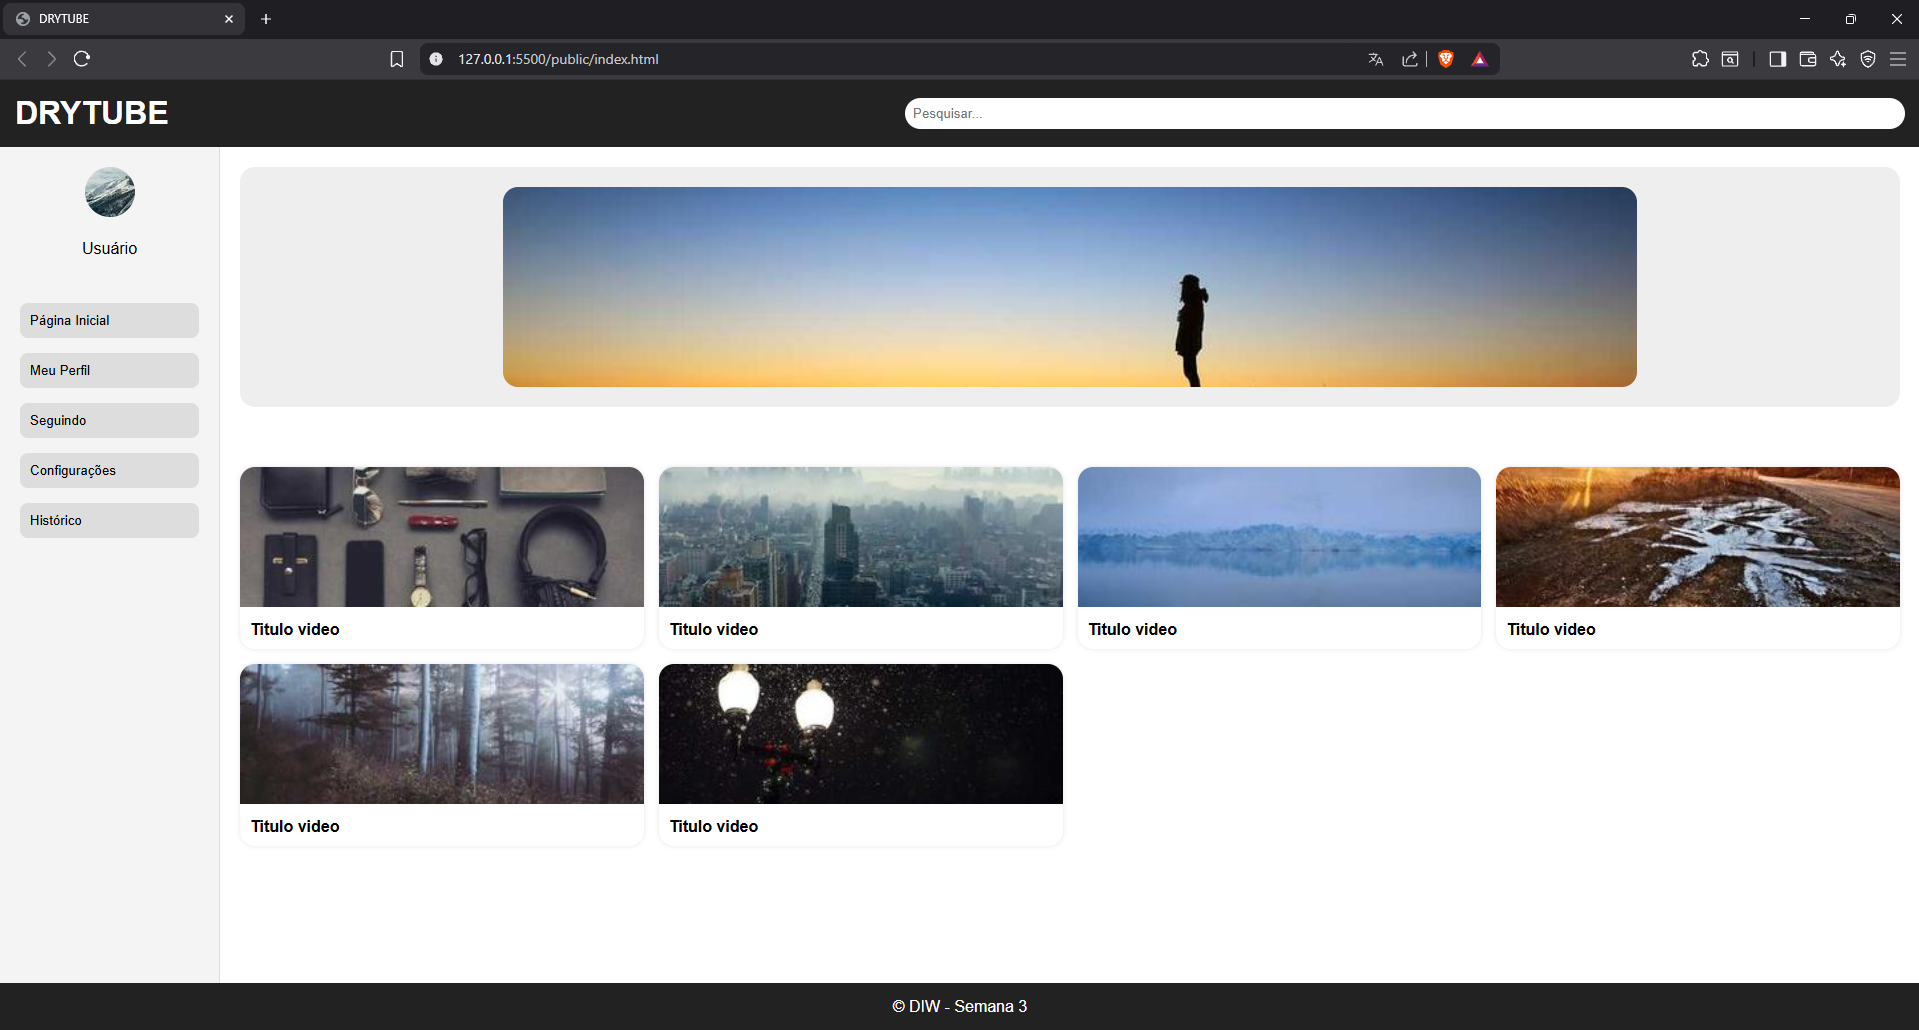 DRYTUBE
127.0.0.1:5500/public/index.html
DRYTUBE
Pesquisar...
Usuário
Página Inicial
Meu Perfil
Seguindo
Configurações
Histórico
Titulo video
Titulo video
Titulo video
Titulo video
Titulo video
Titulo video
© DIW - Semana 3